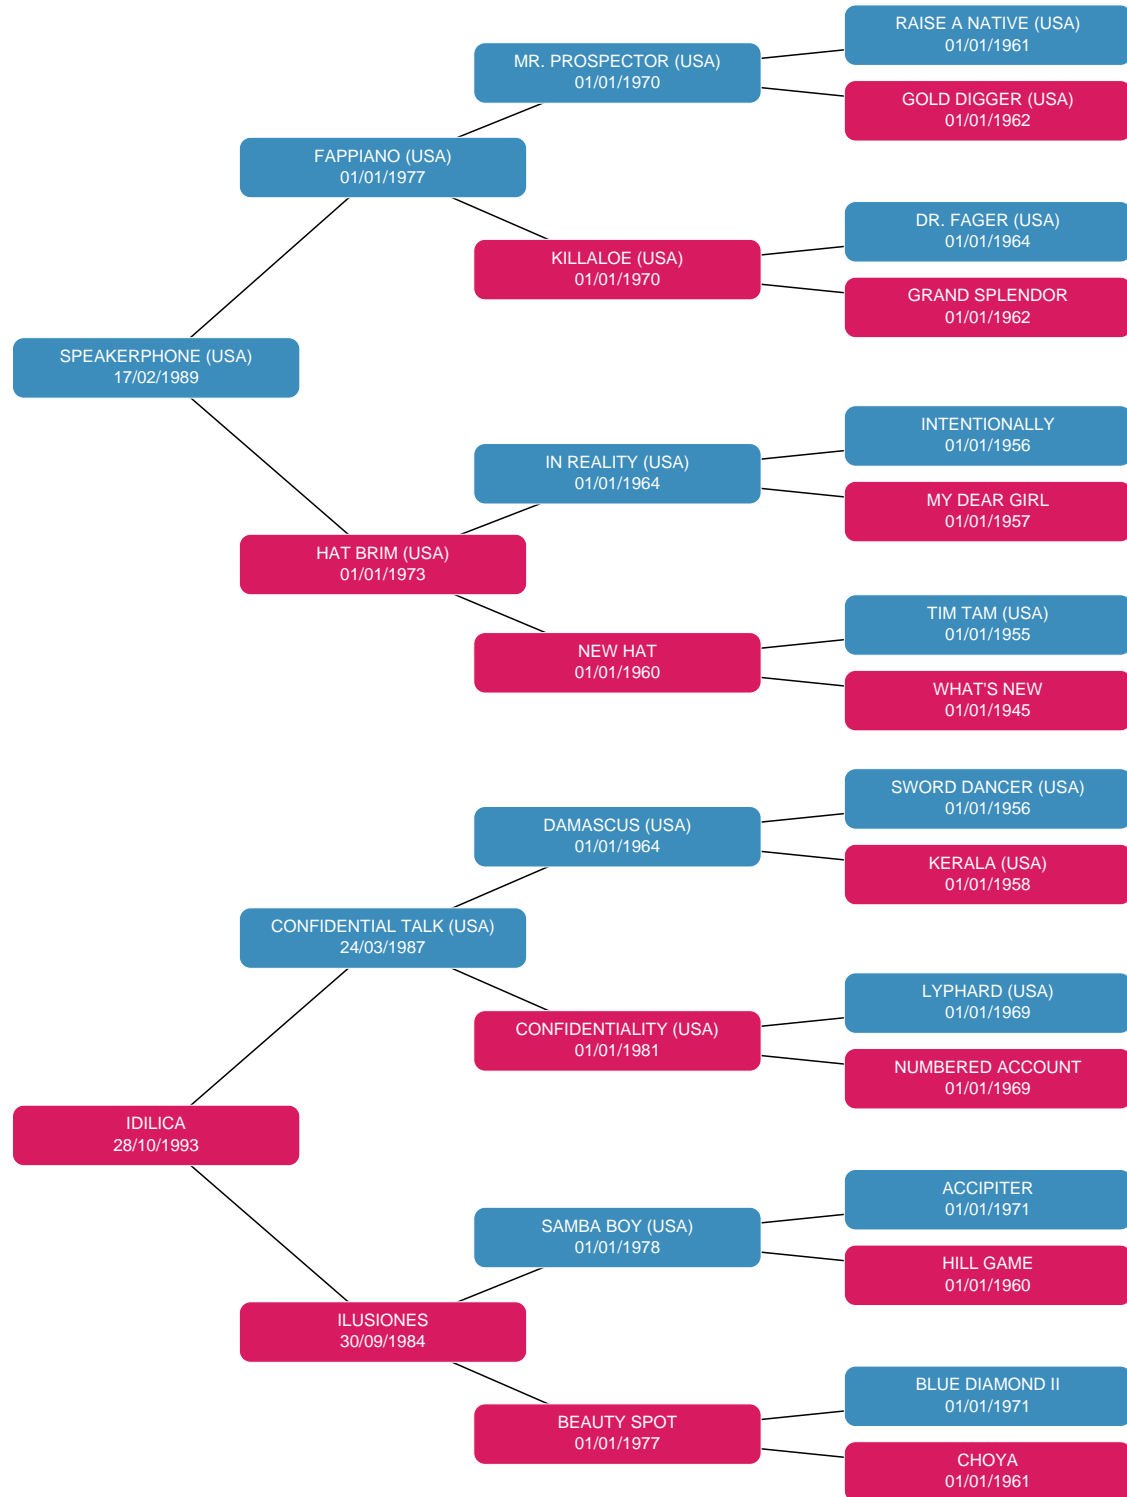 RAISE A NATIVE (USA)
01/01/1961
MR. PROSPECTOR (USA)
01/01/1970
GOLD DIGGER (USA)
01/01/1962
FAPPIANO (USA)
01/01/1977
DR. FAGER (USA)
01/01/1964
KILLALOE (USA)
01/01/1970
GRAND SPLENDOR
01/01/1962
SPEAKERPHONE (USA)
17/02/1989
INTENTIONALLY
01/01/1956
IN REALITY (USA)
01/01/1964
MY DEAR GIRL
01/01/1957
HAT BRIM (USA)
01/01/1973
TIM TAM (USA)
01/01/1955
NEW HAT
01/01/1960
WHAT'S NEW
01/01/1945
SWORD DANCER (USA)
01/01/1956
DAMASCUS (USA)
01/01/1964
KERALA (USA)
01/01/1958
CONFIDENTIAL TALK (USA)
24/03/1987
LYPHARD (USA)
01/01/1969
CONFIDENTIALITY (USA)
01/01/1981
NUMBERED ACCOUNT
01/01/1969
IDILICA
28/10/1993
ACCIPITER
01/01/1971
SAMBA BOY (USA)
01/01/1978
HILL GAME
01/01/1960
ILUSIONES
30/09/1984
BLUE DIAMOND II
01/01/1971
BEAUTY SPOT
01/01/1977
CHOYA
01/01/1961